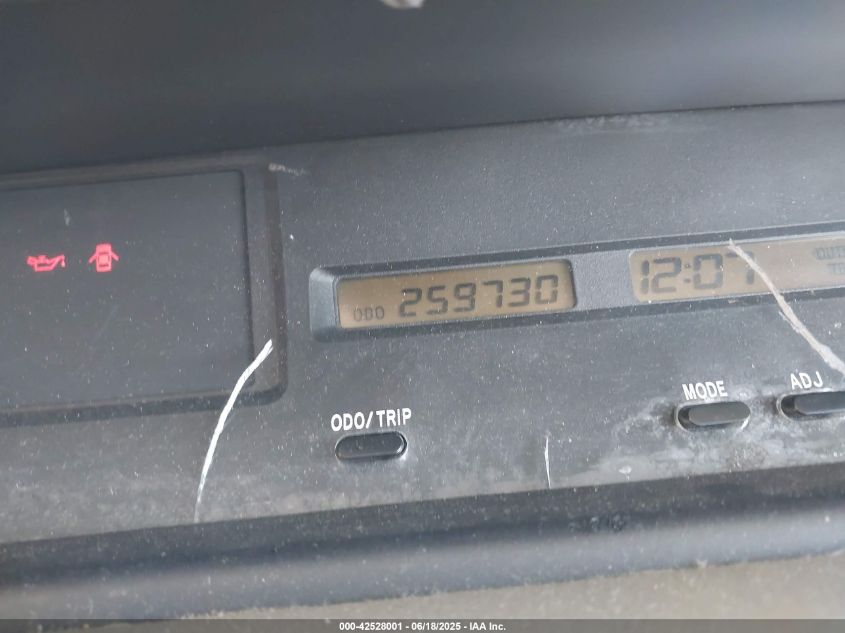 ODO 259730
12:07
ODO/TRIP
MODE
ADJ
000-42528001 - 06/18/2025 - IAA Inc.